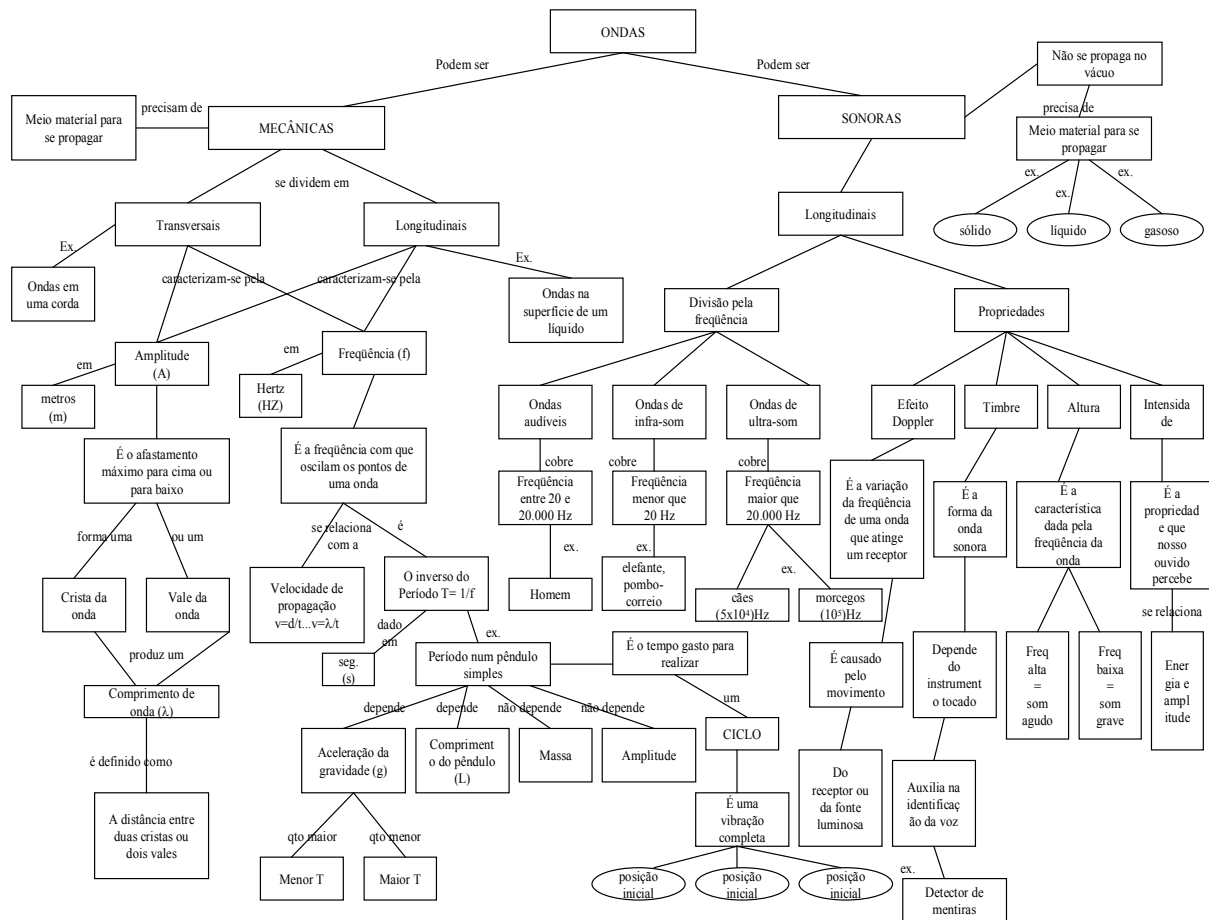 ONDAS
Podem ser
Podem ser
Não se propaga no
vácuo
precisam de
Meio material para
se propagar
MECÂNICAS
SONORAS
precisa de
Meio material para se
propagar
se dividem em
ex.
ex.
ex.
sólido
líquido
gasoso
Transversais
Longitudinais
Longitudinais
Ex.
caracterizam-se pela
caracterizam-se pela
Ex.
Ondas em
uma corda
Ondas na
superfície de um
líquido
Divisão pela
freqüência
Propriedades
em
Amplitude
(A)
em
Freqüência (f)
metros
(m)
Hertz
(HZ)
Ondas
audíveis
Ondas de
infra-som
Ondas de
ultra-som
Efeito
Doppler
Timbre
Altura
Intensida
de
É o afastamento
máximo para cima ou
para baixo
É a freqüência com que
oscilam os pontos de
uma onda
cobre
cobre
cobre
Freqüência
entre 20 e
20.000 Hz
Freqüência
menor que
20 Hz
Freqüência
maior que
20.000 Hz
É a variação
da freqüência
de uma onda
que atinge
um receptor
É a
forma da
onda
sonora
É a
característica
dada pela
freqüência da
onda
É a
propriedad
e que
nosso
ouvido
percebe
forma uma
ou um
se relaciona
com a
é
ex.
ex.
ex.
Crista da
onda
Vale da
onda
Velocidade de
propagação
v=d/t...v=λ/t
O inverso do
Período T= 1/f
Homem
elefante,
pombo-
correio
cães
(5x10⁴)Hz
morcegos
(10⁵)Hz
se relaciona
produz um
dado
em
ex.
seg.
(s)
Período num pêndulo
simples
É o tempo gasto para
realizar
É causado
pelo
movimento
Depende
do
instrument
o tocado
Freq
alta
=
som
agudo
Freq
baixa
=
som
grave
Ener
gia e
ampl
itude
Comprimento de
onda (λ)
depende
depende
não depende
não depende
um
é definido como
Aceleração da
gravidade (g)
Compriment
o do pêndulo
(L)
Massa
Amplitude
CICLO
A distância entre
duas cristas ou
dois vales
Do
receptor ou
da fonte
luminosa
Auxilia na
identificaç
ão da voz
É uma
vibração
completa
qto maior
qto menor
Menor T
Maior T
posição
inicial
posição
inicial
posição
inicial
ex.
Detector de
mentiras